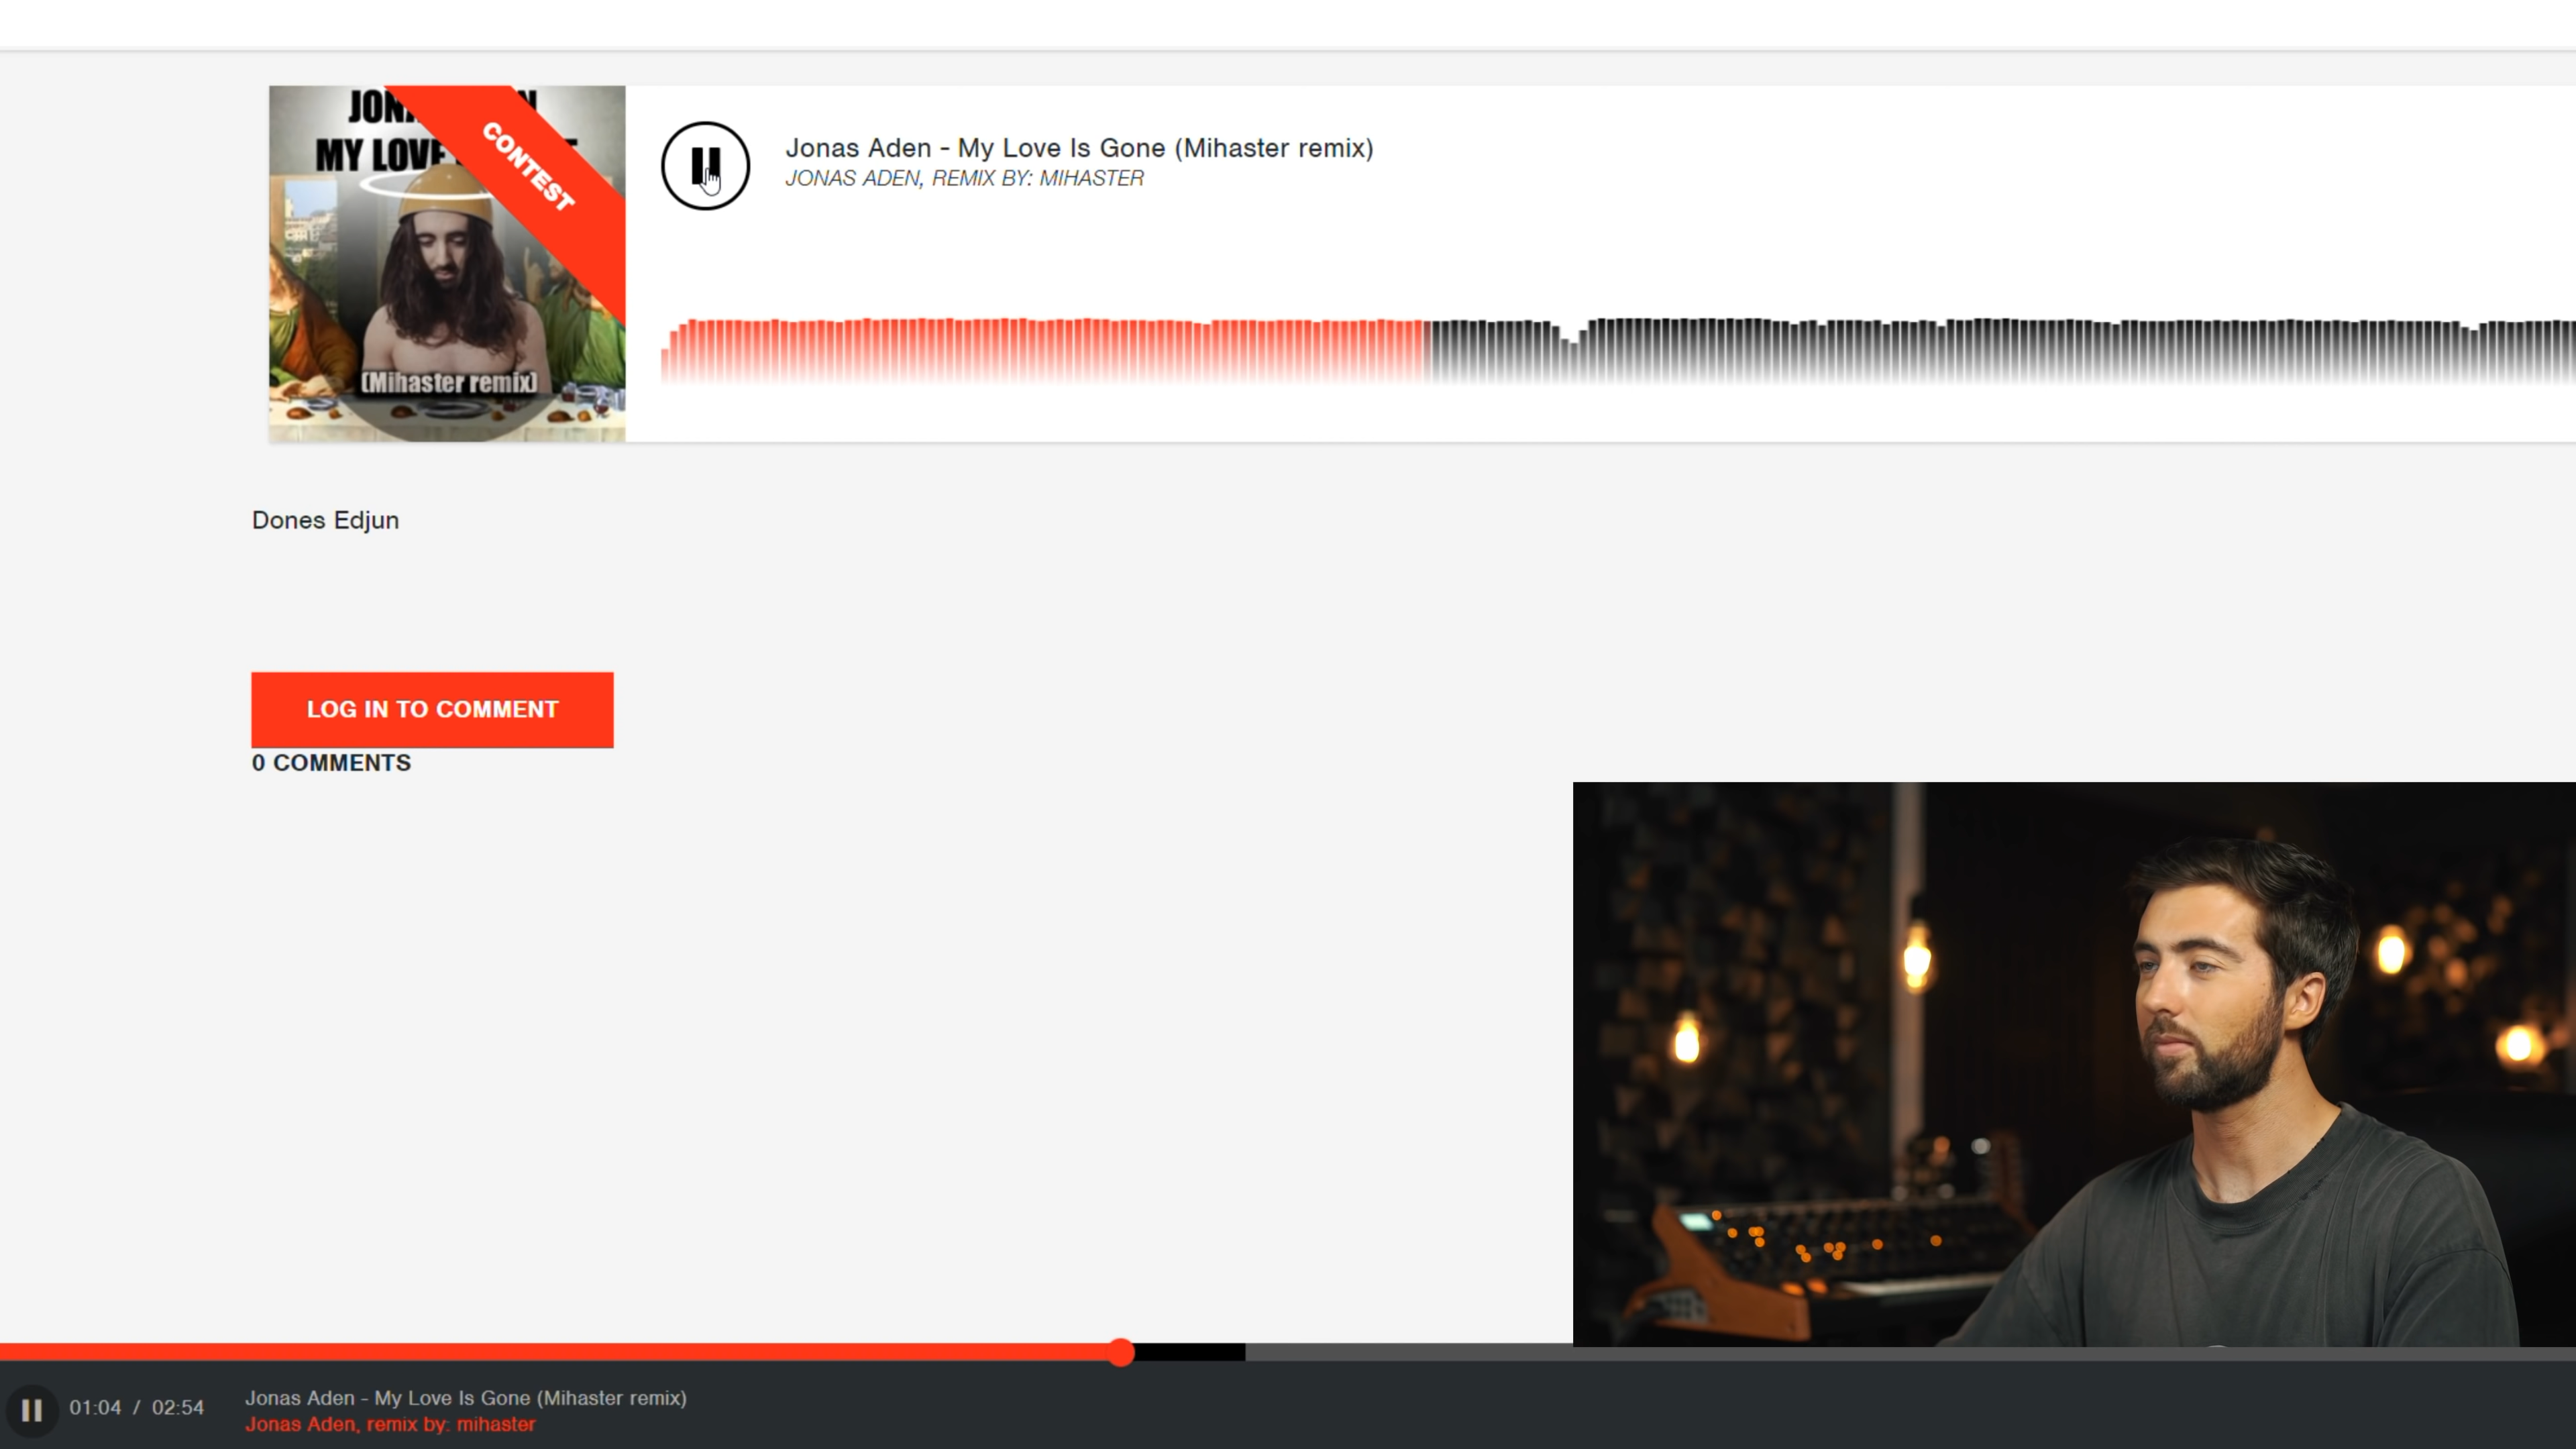 MY LOVE
CONTEST
(Mihaster remix)
Jonas Aden - My Love Is Gone (Mihaster remix)
JONAS ADEN, REMIX BY: MIHASTER
Dones Edjun
LOG IN TO COMMENT
0 COMMENTS
01:04 / 02:54
Jonas Aden - My Love Is Gone (Mihaster remix)
Jonas Aden, remix by: mihaster